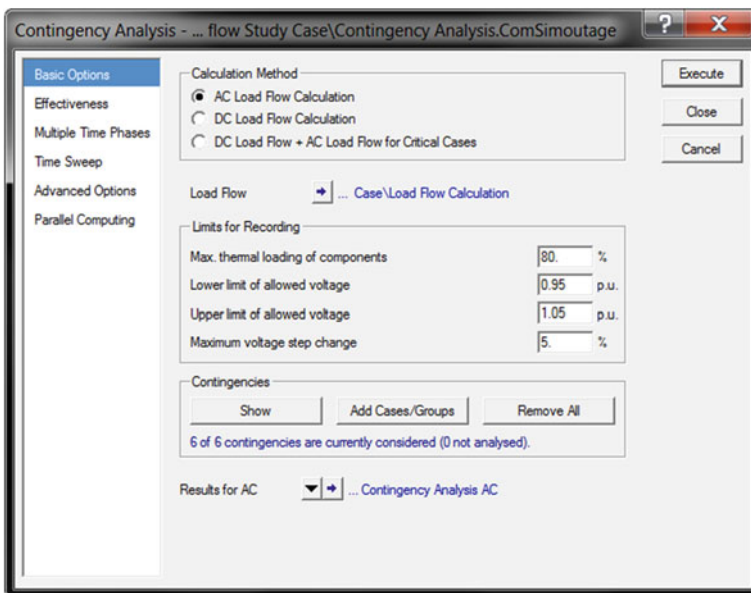 Contingency Analysis - ... flow Study Case\Contingency Analysis.ComSimoutage
?
X
Basic Options
Effectiveness
Multiple Time Phases
Time Sweep
Advanced Options
Parallel Computing
Calculation Method
AC Load Flow Calculation
DC Load Flow Calculation
DC Load Flow + AC Load Flow for Critical Cases
Load Flow ... Case\Load Flow Calculation
Limits for Recording
Max. thermal loading of components 80. %
Lower limit of allowed voltage 0.95 p.u.
Upper limit of allowed voltage 1.05 p.u.
Maximum voltage step change 5. %
Contingencies
Show Add Cases/Groups Remove All
6 of 6 contingencies are currently considered (0 not analysed).
Results for AC ... Contingency Analysis AC
Execute
Close
Cancel